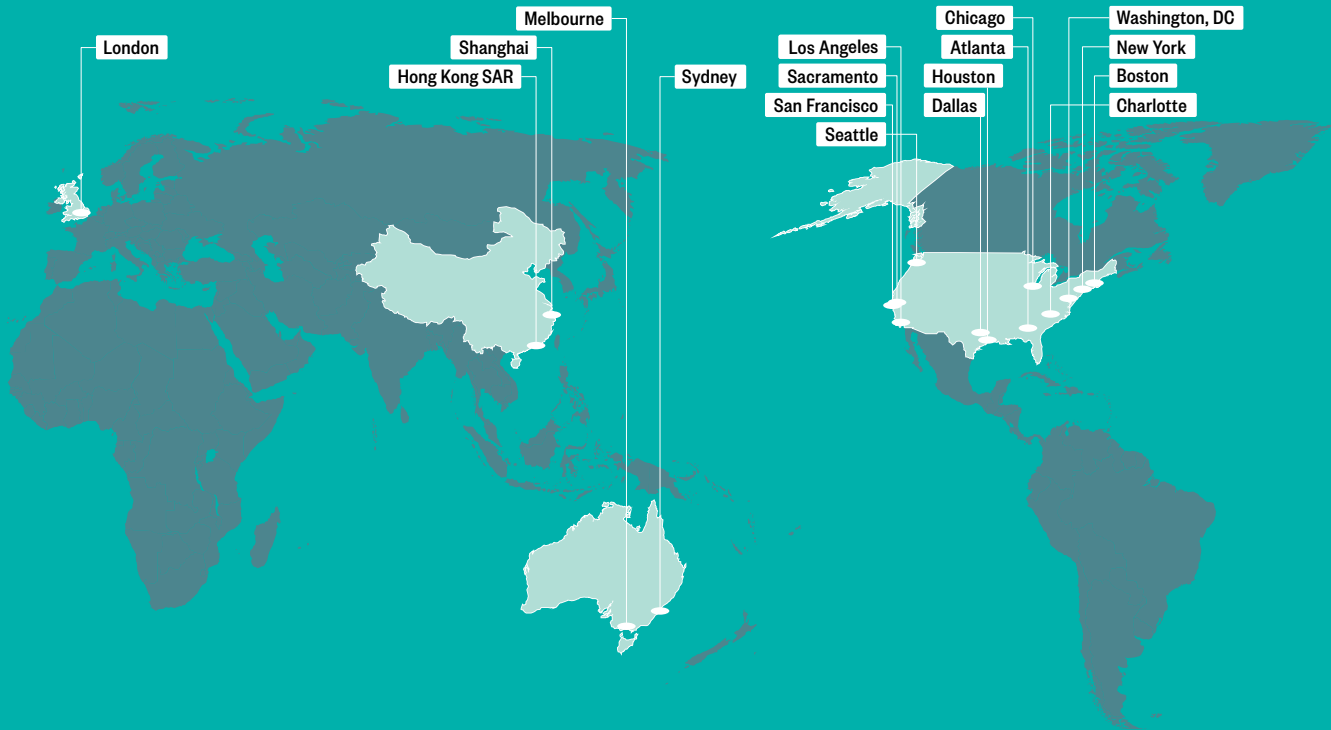 London
Melbourne
Shanghai
Hong Kong SAR
Sydney
Los Angeles
Sacramento
San Francisco
Seattle
Chicago
Atlanta
Houston
Dallas
Washington, DC
New York
Boston
Charlotte